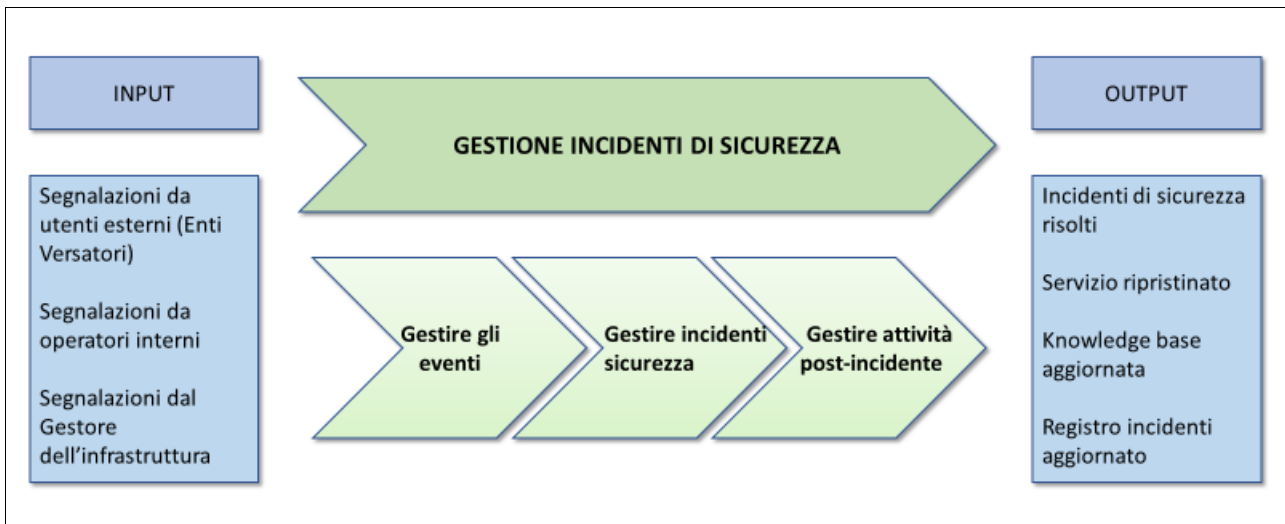 INPUT
Segnalazioni da
utenti esterni (Enti
Versatori)
Segnalazioni da
operatori interni
Segnalazioni dal
Gestore
dell'infrastruttura
GESTIONE INCIDENTI DI SICUREZZA
Gestire gli
eventi
Gestire incidenti
sicurezza
Gestire attività
post-incidente
OUTPUT
Incidenti di sicurezza
risolti
Servizio ripristinato
Knowledge base
aggiornata
Registro incidenti
aggiornato